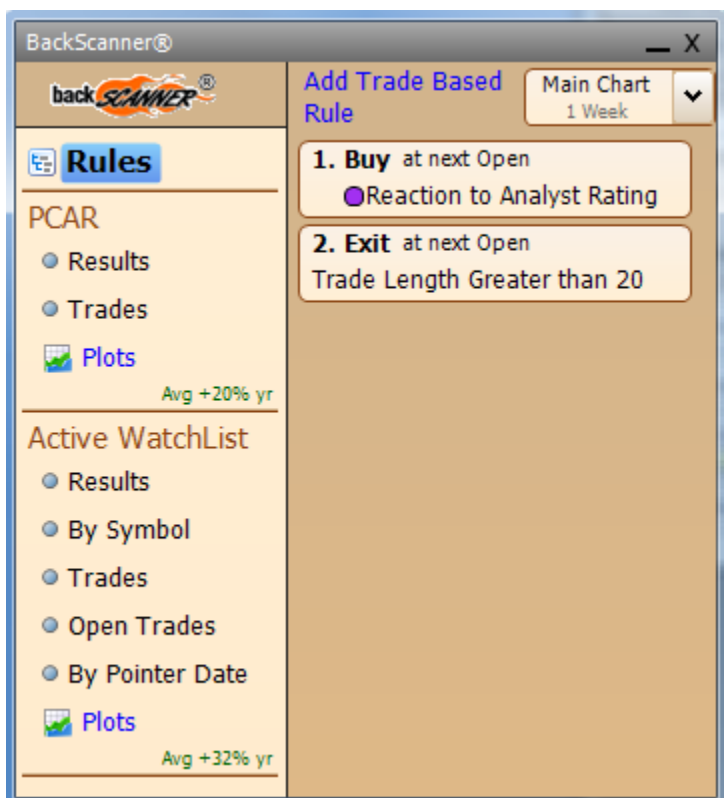 BackScanner®
X
back SCANNER®
Rules
PCAR
Results
Trades
Plots
Avg +20% yr
Active WatchList
Results
By Symbol
Trades
Open Trades
By Pointer Date
Plots
Avg +32% yr
Add Trade Based
Rule
Main Chart
1 Week
1. Buy at next Open
Reaction to Analyst Rating
2. Exit at next Open
Trade Length Greater than 20